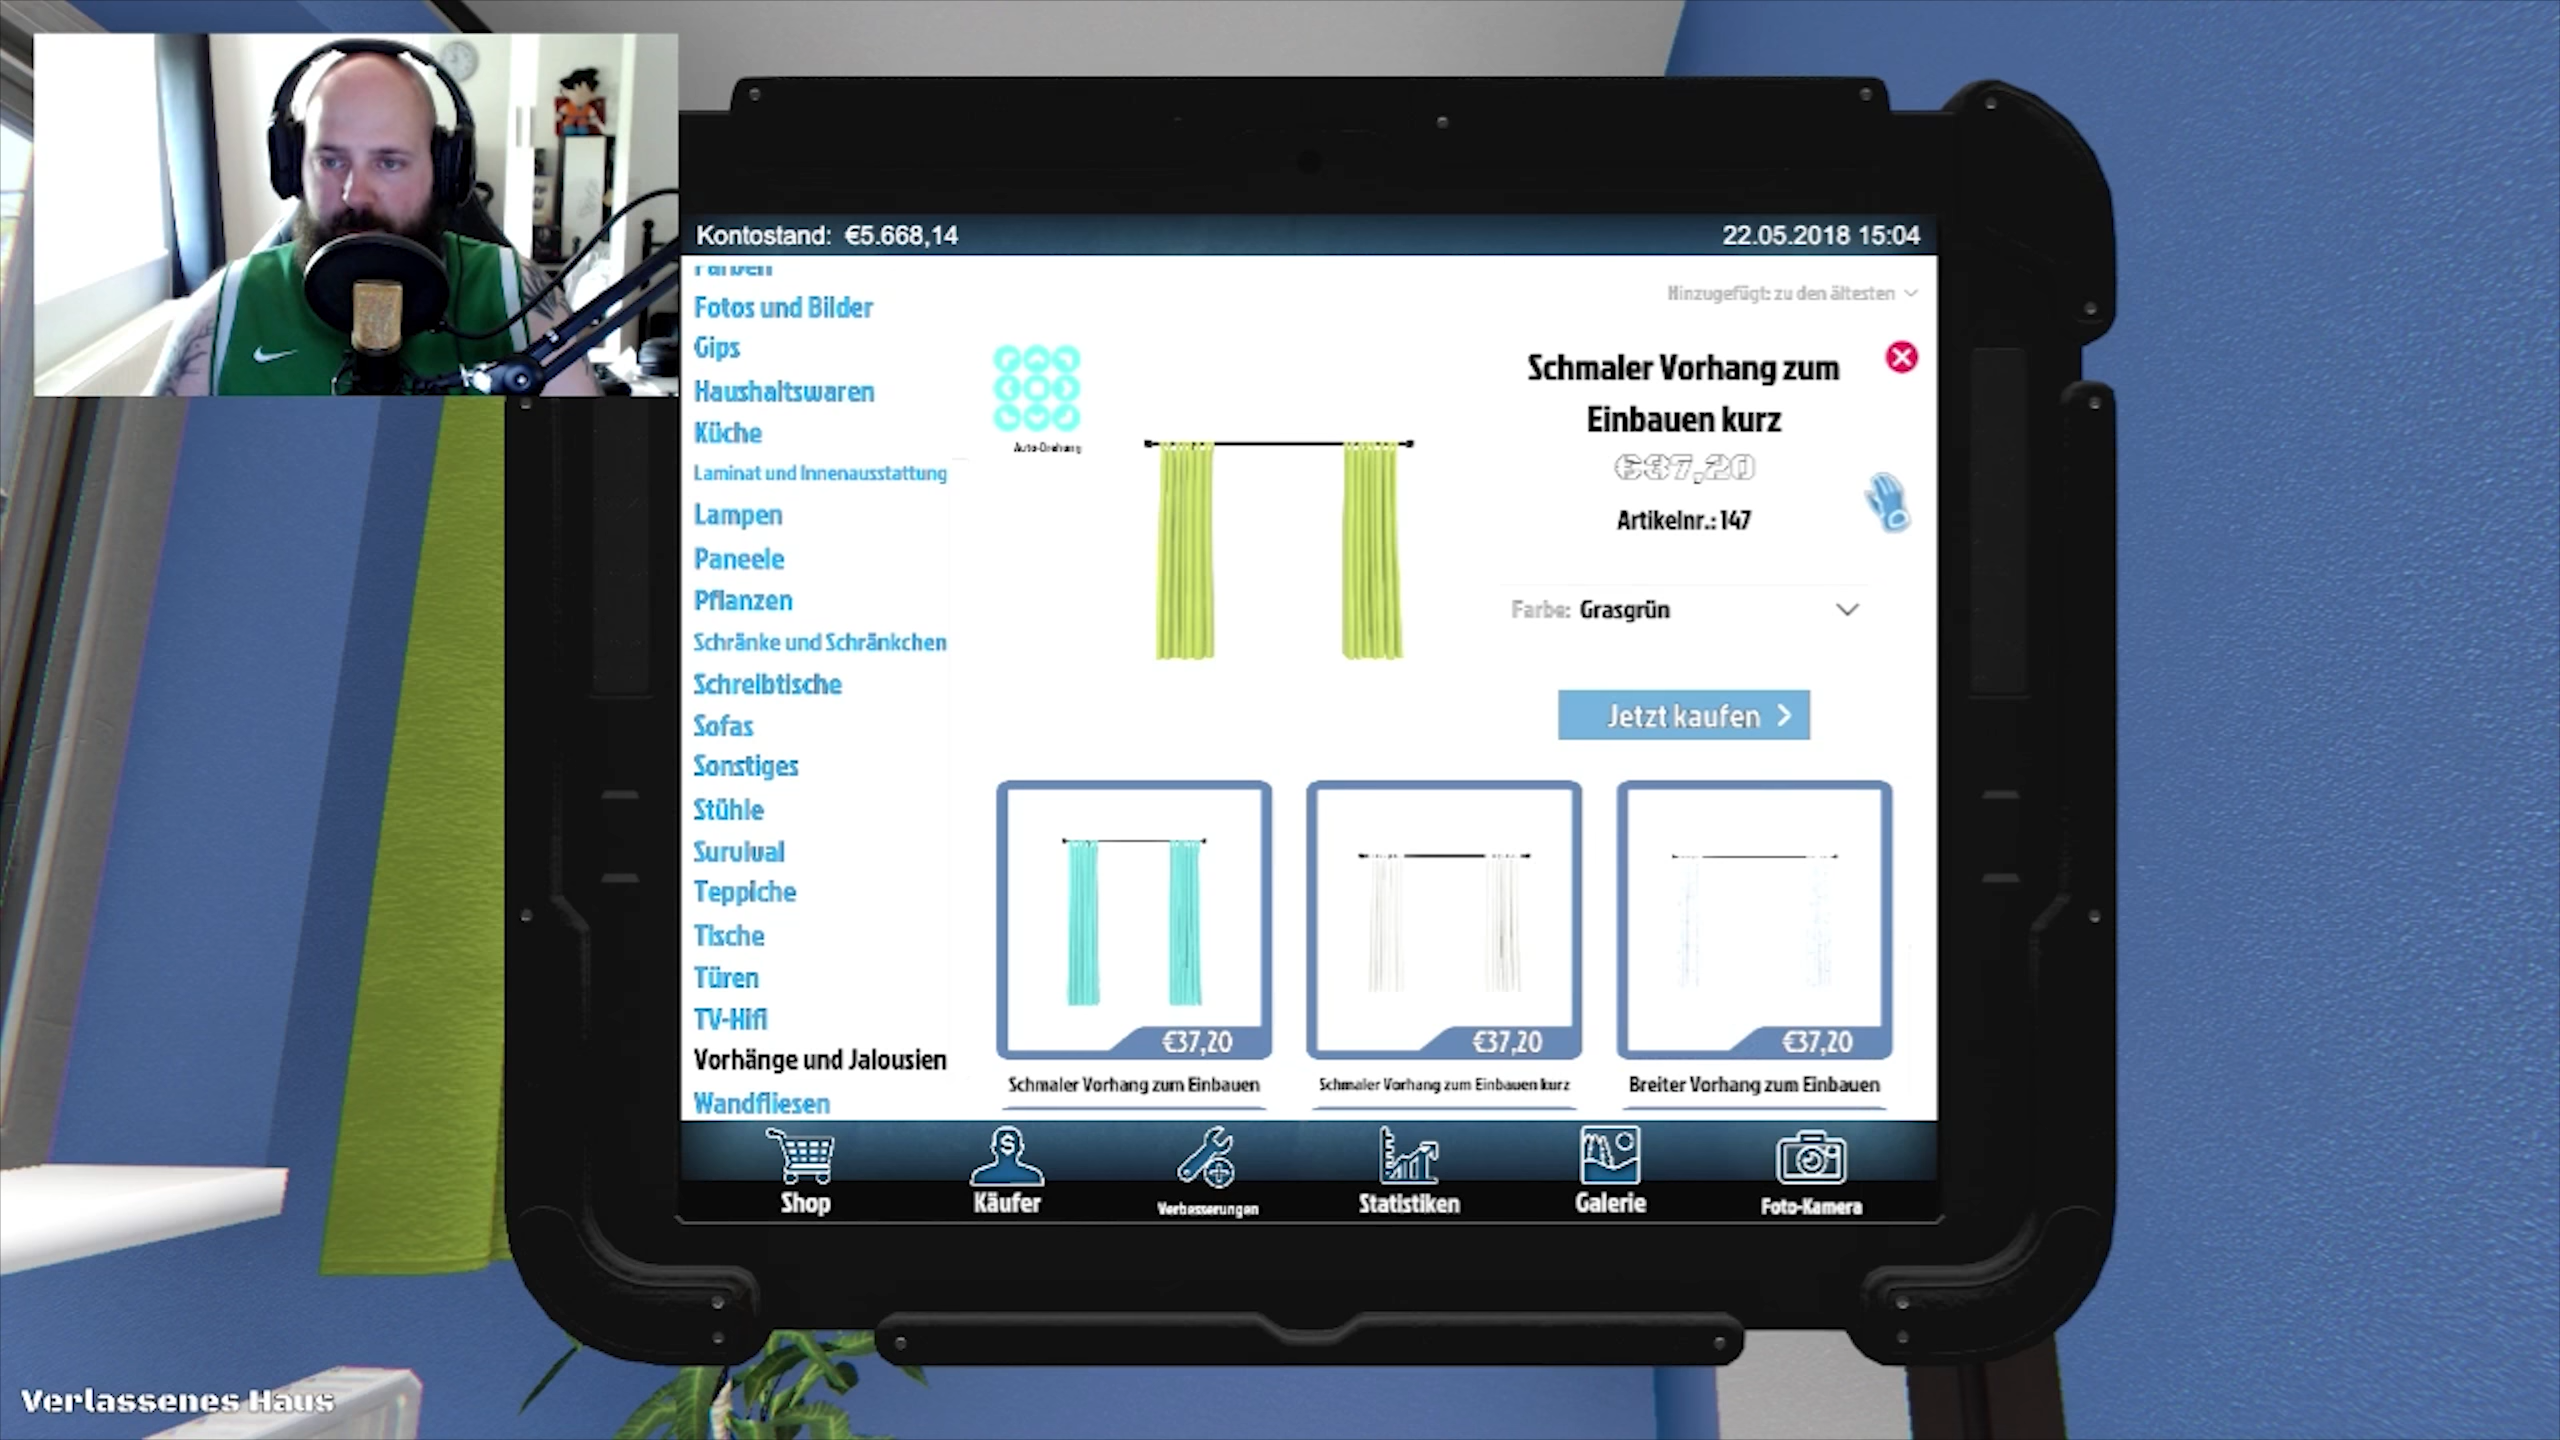 Kontostand: €5.668,14
22.05.2018 15:04
Farben
Fotos und Bilder
Gips
Haushaltswaren
Küche
Laminat und Innenausstattung
Lampen
Paneele
Pflanzen
Schränke und Schränkchen
Schreibtische
Sofas
Sonstiges
Stühle
Survival
Teppiche
Tische
Türen
TV-Hifi
Vorhänge und Jalousien
Wandfliesen
Hinzugefügt: zu den ältesten
Auto-Drehung
Schmaler Vorhang zum
Einbauen kurz
€37,20
Artikelnr.: 147
Farbe: Grasgrün
Jetzt kaufen
€37,20
€37,20
€37,20
Schmaler Vorhang zum Einbauen
Schmaler Vorhang zum Einbauen kurz
Breiter Vorhang zum Einbauen
Shop
Käufer
Verbesserungen
Statistiken
Galerie
Foto-Kamera
Verlassenes Haus